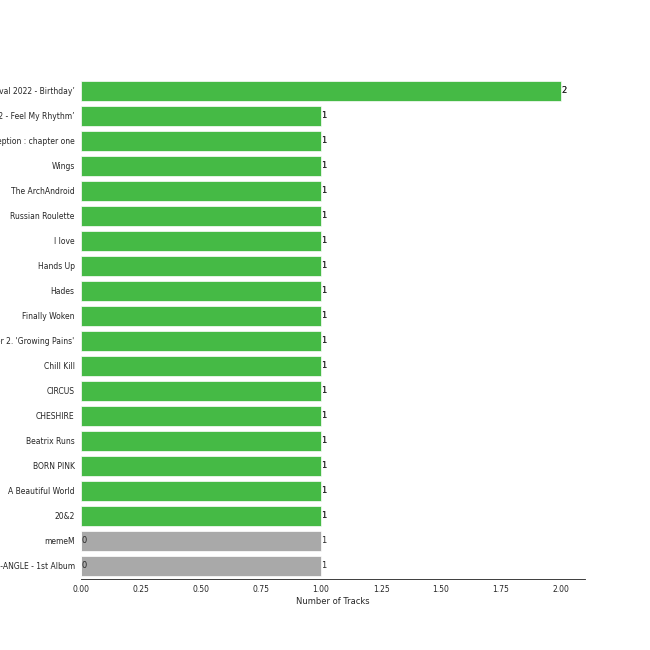 val 2022 - Birthday' 2
2 - Feel My Rhythm' 1
eption : chapter one 1
Wings 1
The ArchAndroid 1
Russian Roulette 1
I love 1
Hands Up 1
Hades 1
Finally Woken 1
r 2. 'Growing Pains' 1
Chill Kill 1
CIRCUS 1
CHESHIRE 1
Beatrix Runs 1
BORN PINK 1
A Beautiful World 1
20&2 1
memeM 0 1
-ANGLE - 1st Album 0 1
0.00 0.25 0.50 0.75 1.00 1.25 1.50 1.75 2.00
Number of Tracks